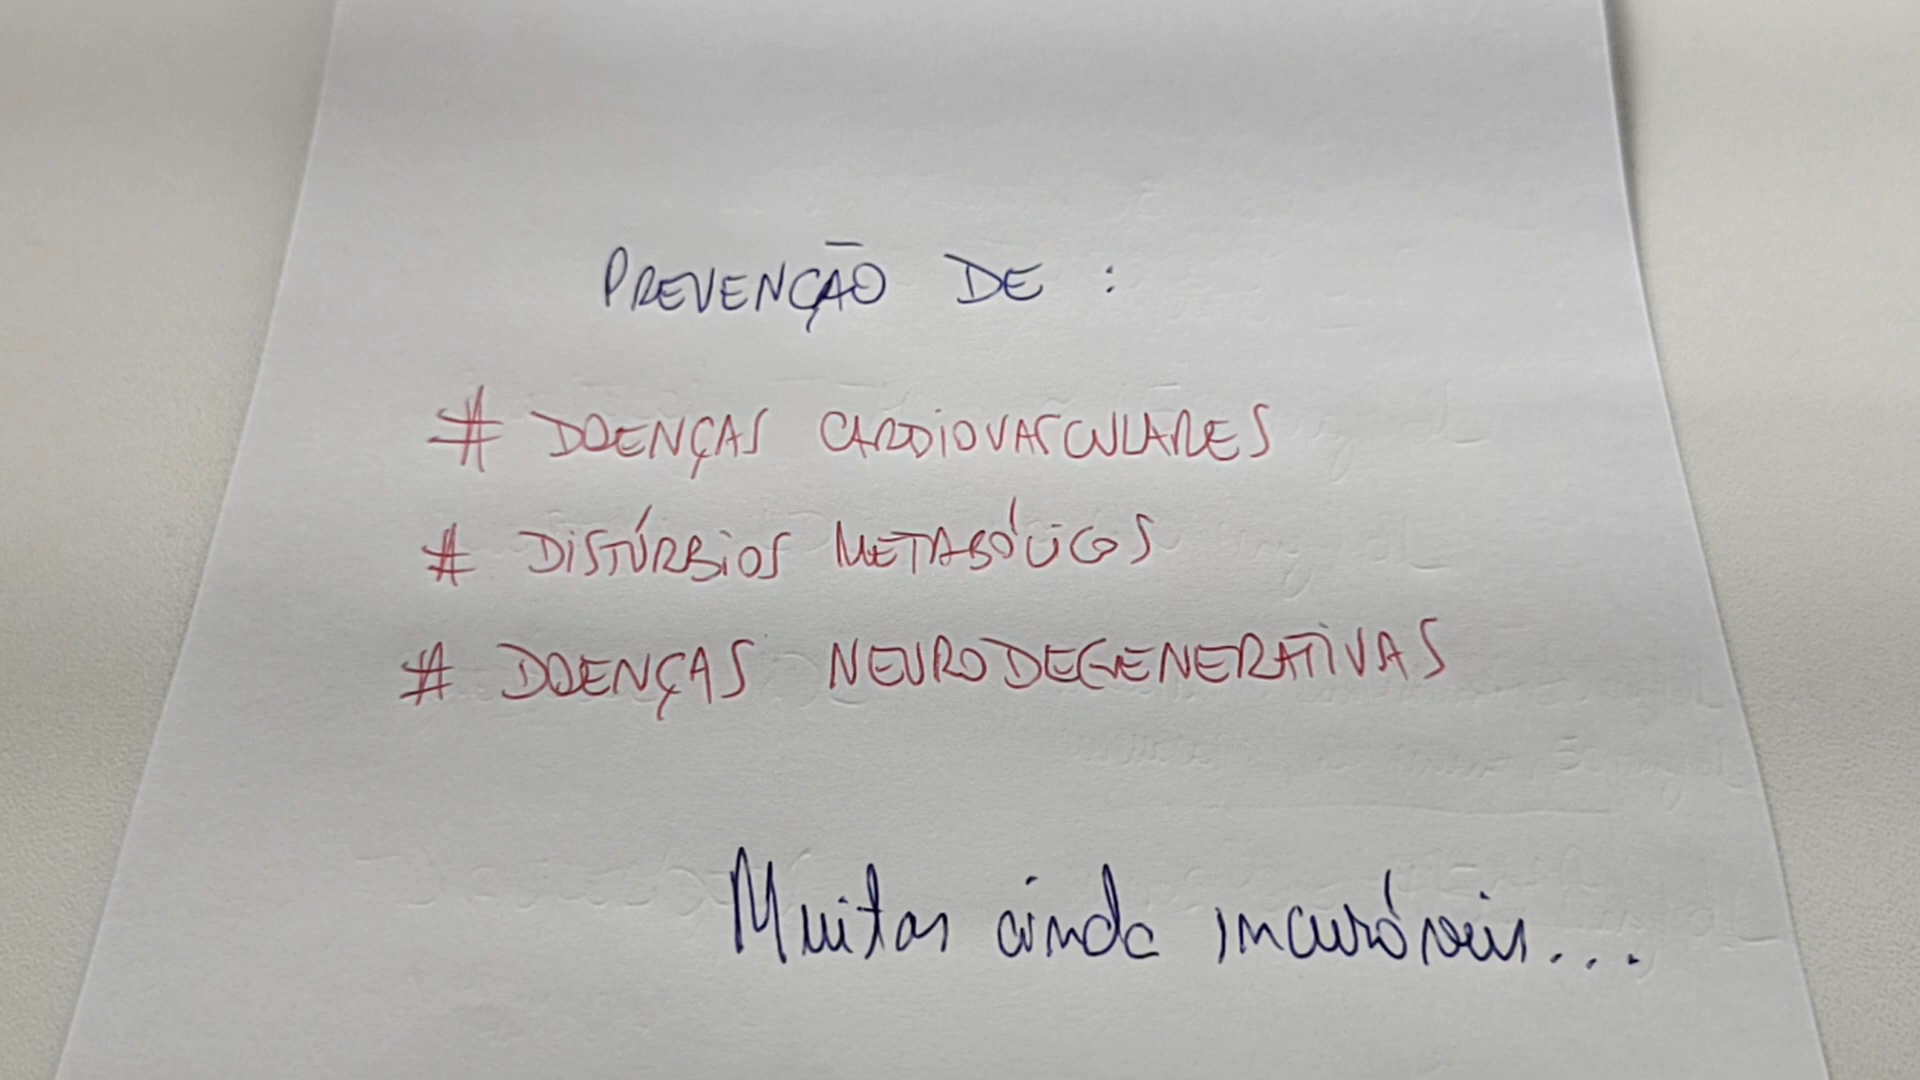 PREVENÇÃO DE :
# DOENÇAS CARDIOVASCULARES
# DISTÚRBIOS METABÓLICOS
# DOENÇAS NEURODEGENERATIVAS
Muitas ainda incuráveis...